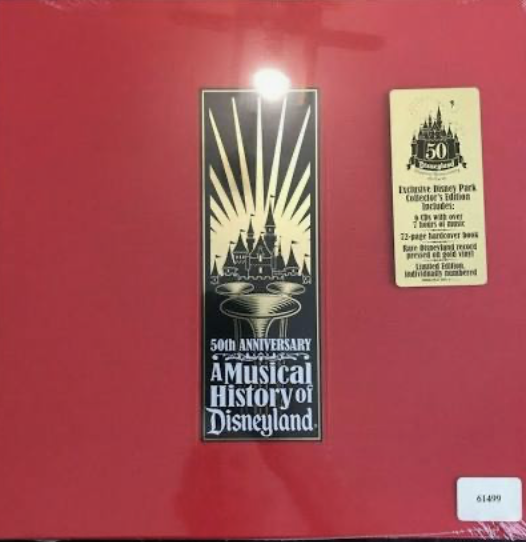 50th ANNIVERSARY
A Musical
History of
Disneyland
50
Disneyland
Exclusive Disney Park
Collector's Edition
Includes:
6 CDs with over
7 hours of music
72-page hardcover book
Rare Disneyland record
pressed on gold vinyl
Limited Edition,
individually numbered
61499